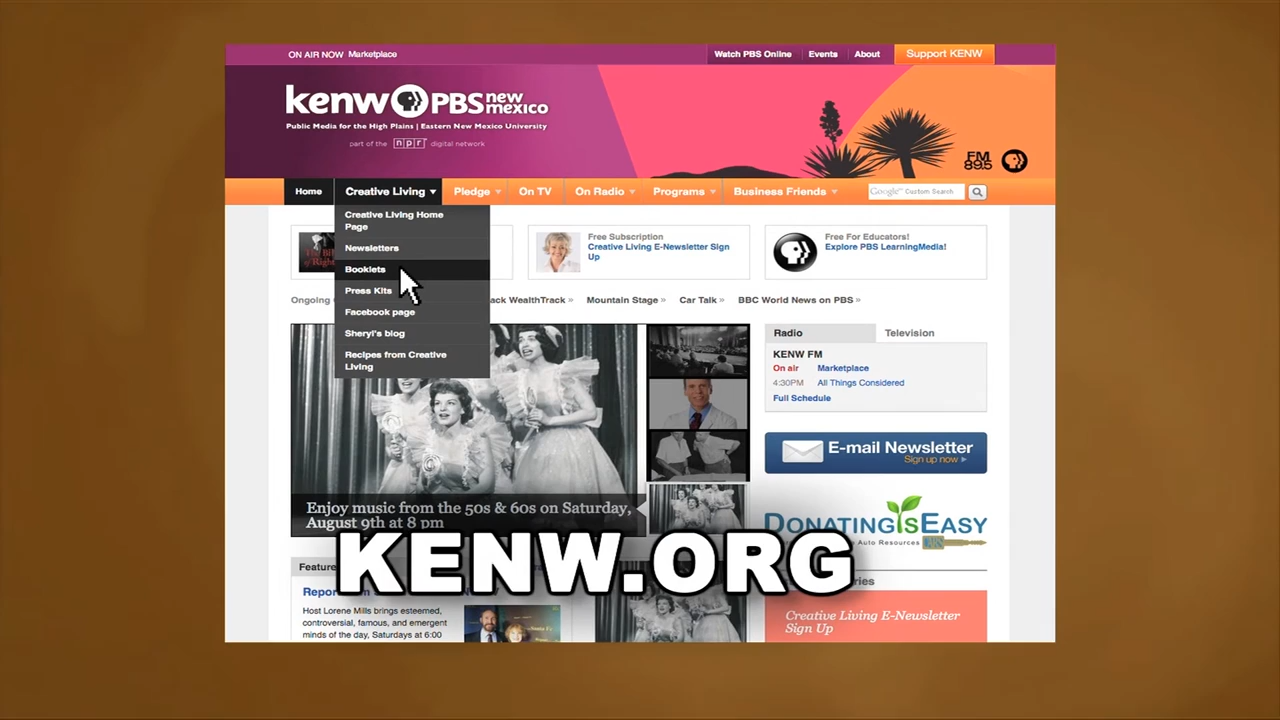 ON AIR NOW Marketplace
Watch PBS Online
Events
About
Support KENW
kenw PBS new mexico
Public Media for the High Plains | Eastern New Mexico University
part of the npr digital network
FM
89.5
Home
Creative Living
Pledge
On TV
On Radio
Programs
Business Friends
Google™ Custom Search
Creative Living Home
Page
Newsletters
Booklets
Press Kits
Facebook page
Sheryl's blog
Recipes from Creative
Living
Free Subscription
Creative Living E-Newsletter Sign
Up
Free For Educators!
Explore PBS LearningMedia!
Ongoing
WealthTrack »
Mountain Stage »
Car Talk »
BBC World News on PBS »
Enjoy music from the 50s & 60s on Saturday,
August 9th at 8 pm
Radio
Television
KENW FM
On air Marketplace
4:30PM All Things Considered
Full Schedule
E-mail Newsletter
Sign up now
DONATING IS EASY
Auto Resources CARS
KENW.ORG
Host Lorene Mills brings esteemed,
controversial, famous, and emergent
minds of the day, Saturdays at 6:00
Creative Living E-Newsletter
Sign Up